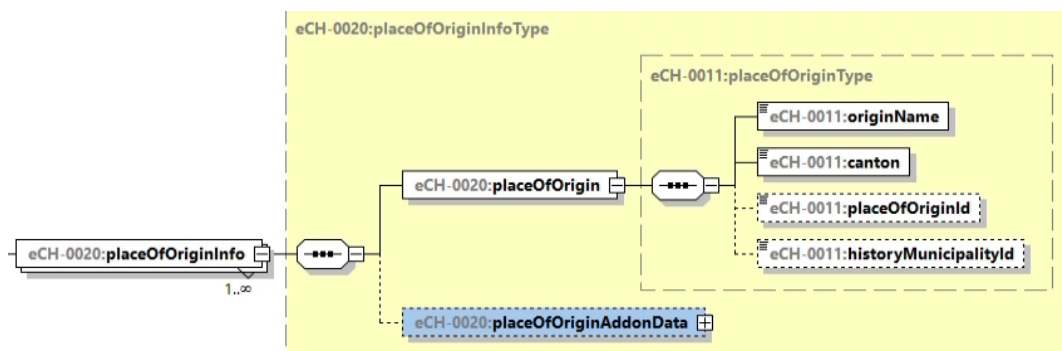 eCH-0020:placeOfOriginInfoType
eCH-0011:placeOfOriginType
eCH-0011:originName
eCH-0011:canton
eCH-0020:placeOfOrigin
eCH-0011:placeOfOriginId
eCH-0011:historyMunicipalityId
eCH-0020:placeOfOriginInfo
1..∞
eCH-0020:placeOfOriginAddonData